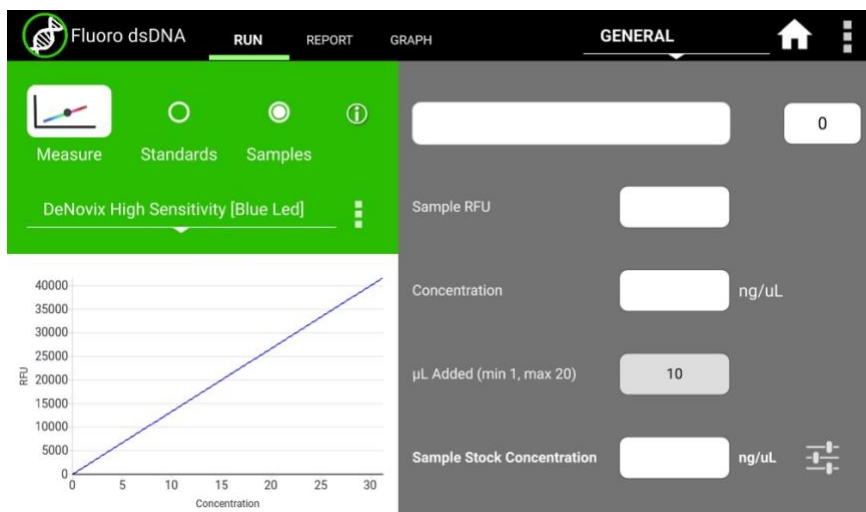 Fluoro dsDNA RUN REPORT GRAPH GENERAL
Measure Standards Samples
DeNovix High Sensitivity [Blue Led]
40000
35000
30000
25000
20000
15000
10000
5000
0
RFU
0 5 10 15 20 25 30
Concentration
0
Sample RFU
Concentration ng/uL
µL Added (min 1, max 20) 10
Sample Stock Concentration ng/uL